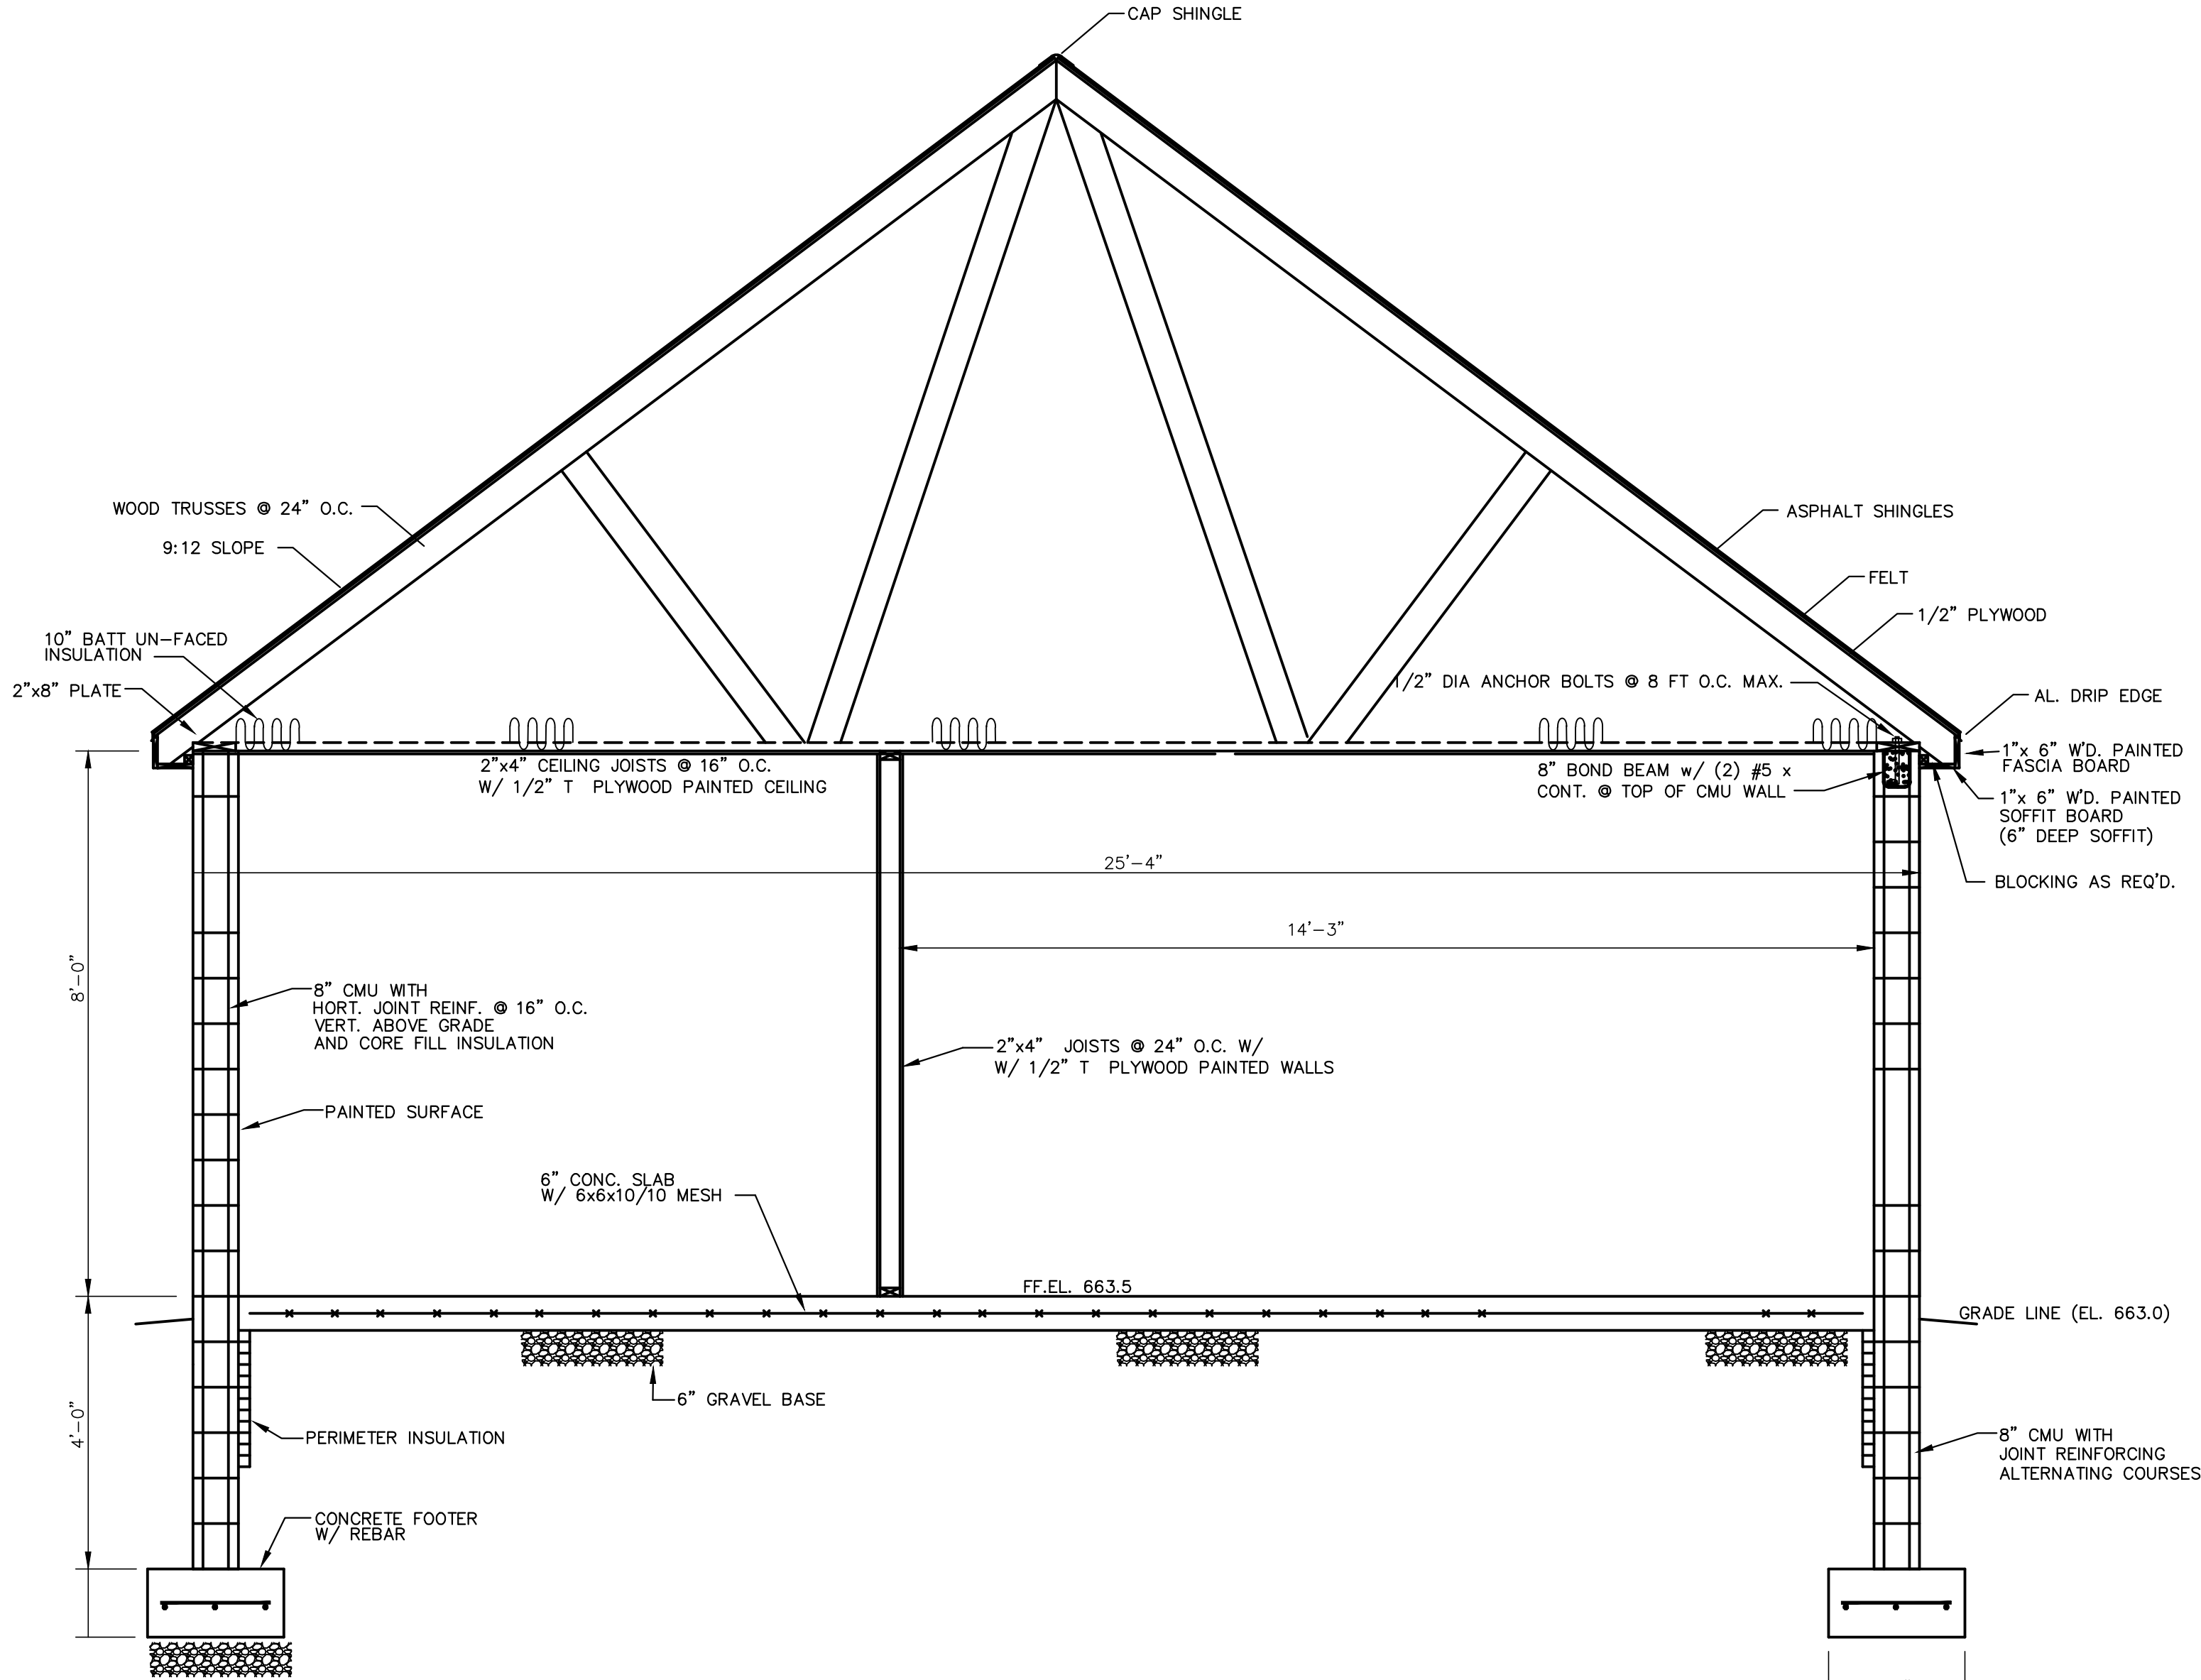 CAP SHINGLE
WOOD TRUSSES @ 24" O.C.
9:12 SLOPE
ASPHALT SHINGLES
FELT
1/2" PLYWOOD
10" BATT UN-FACED
INSULATION
2"x8" PLATE
1/2" DIA ANCHOR BOLTS @ 8 FT O.C. MAX.
AL. DRIP EDGE
1"x 6" W'D. PAINTED
FASCIA BOARD
2"x4" CEILING JOISTS @ 16" O.C.
W/ 1/2" T PLYWOOD PAINTED CEILING
8" BOND BEAM w/ (2) #5 x
CONT. @ TOP OF CMU WALL
1"x 6" W'D. PAINTED
SOFFIT BOARD
(6" DEEP SOFFIT)
BLOCKING AS REQ'D.
25'-4"
14'-3"
8'-0"
8" CMU WITH
HORT. JOINT REINF. @ 16" O.C.
VERT. ABOVE GRADE
AND CORE FILL INSULATION
2"x4" JOISTS @ 24" O.C. W/
W/ 1/2" T PLYWOOD PAINTED WALLS
PAINTED SURFACE
6" CONC. SLAB
W/ 6x6x10/10 MESH
FF.EL. 663.5
GRADE LINE (EL. 663.0)
6" GRAVEL BASE
4'-0"
PERIMETER INSULATION
8" CMU WITH
JOINT REINFORCING
ALTERNATING COURSES
CONCRETE FOOTER
W/ REBAR